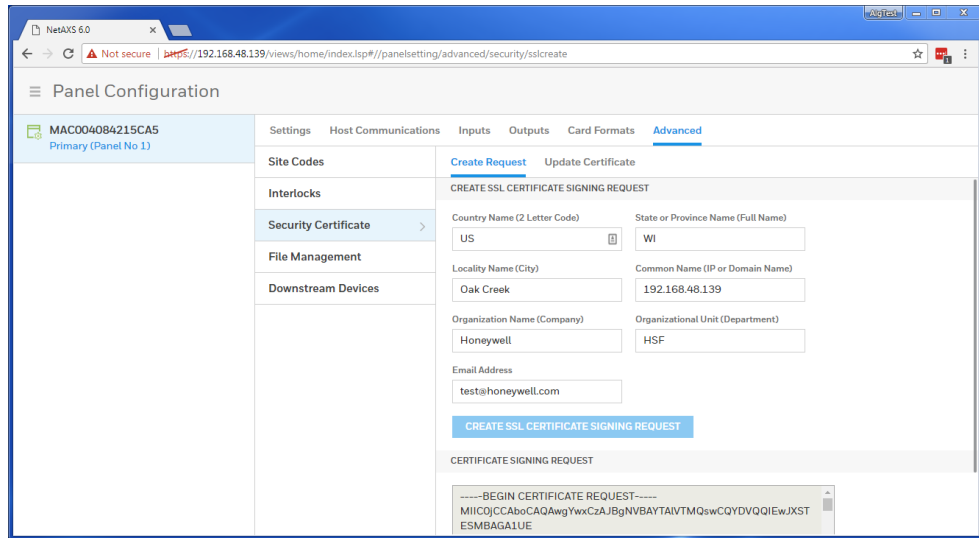 AlgTest
NetAXS 6.0
Not secure | https://192.168.48.139/views/home/index.lsp#//panelsetting/advanced/security/sslcreate
1
Panel Configuration
MAC004084215CA5
Primary (Panel No 1)
Settings Host Communications Inputs Outputs Card Formats Advanced
Site Codes
Interlocks
Security Certificate
File Management
Downstream Devices
Create Request Update Certificate
CREATE SSL CERTIFICATE SIGNING REQUEST
Country Name (2 Letter Code) State or Province Name (Full Name)
US WI
Locality Name (City) Common Name (IP or Domain Name)
Oak Creek 192.168.48.139
Organization Name (Company) Organizational Unit (Department)
Honeywell HSF
Email Address
test@honeywell.com
CREATE SSL CERTIFICATE SIGNING REQUEST
CERTIFICATE SIGNING REQUEST
-----BEGIN CERTIFICATE REQUEST-----
MIIC0jCCAboCAQAwgYwxCzAJBgNVBAYTAlVTMQswCQYDVQQIEwJXST
ESMBAGA1UE